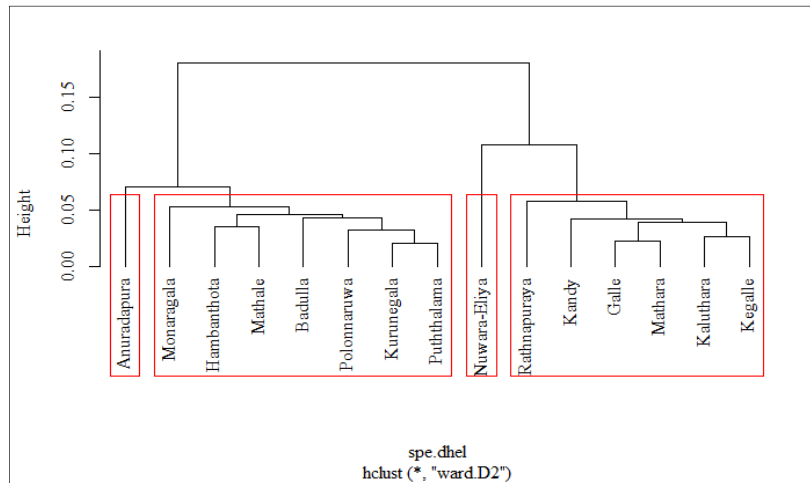 Height
0.15
0.10
0.05
0.00
Anuradapura
Monaragala
Hambanthota
Mathale
Badulla
Polonnaruwa
Kurunegala
Puththalama
Nuwara-Eliya
Rathnapuraya
Kandy
Galle
Mathara
Kaluthara
Kegalle
spe.dhel
hclust (*, "ward.D2")